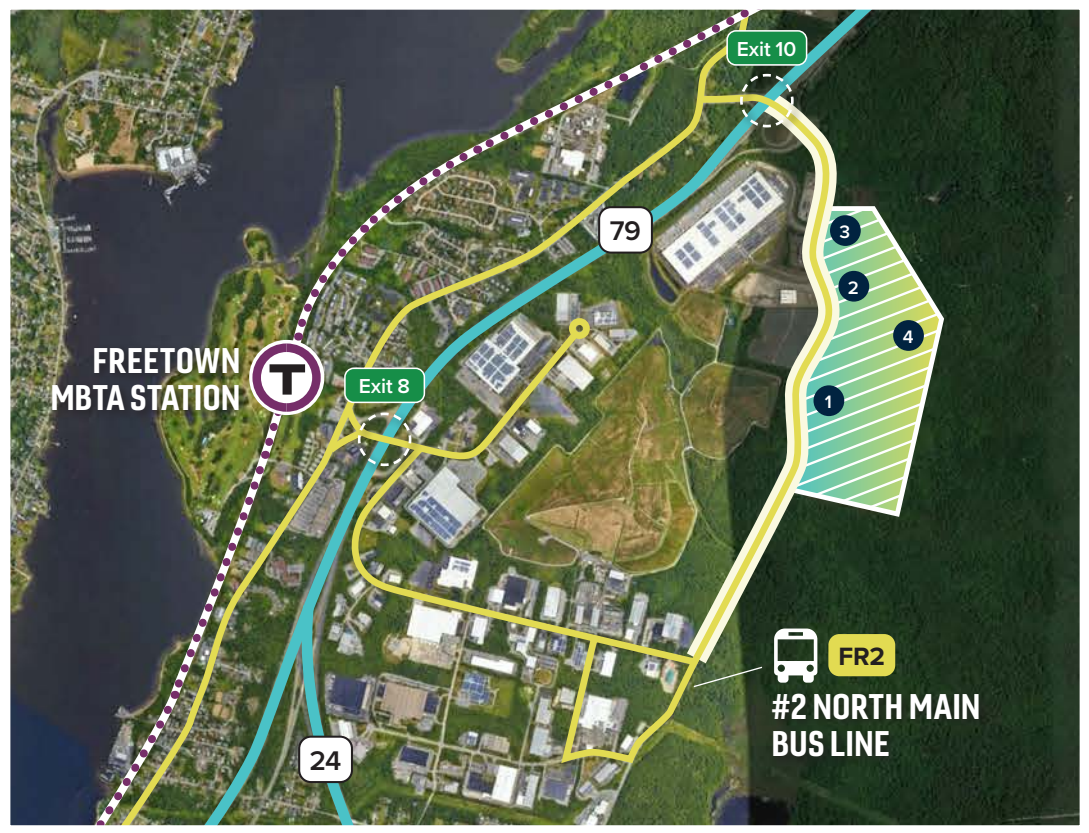 Exit 10
79
3
2
4
1
FREETOWN
MBTA STATION
T
Exit 8
FR2
#2 NORTH MAIN
BUS LINE
24